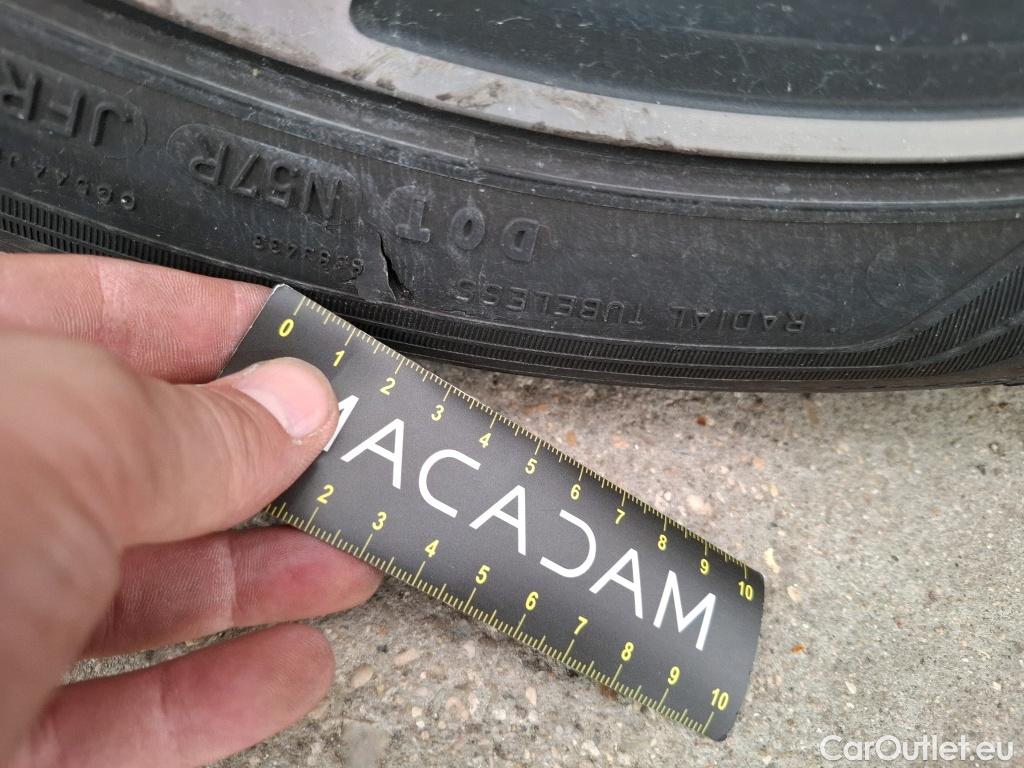 JFR
N57R
DOT
RADIAL TUBELESS
0 1 2 3 4 5 6 7 8 9 10
MACADAM
2 3 4 5 6 7 8 9 10
CarOutlet.eu